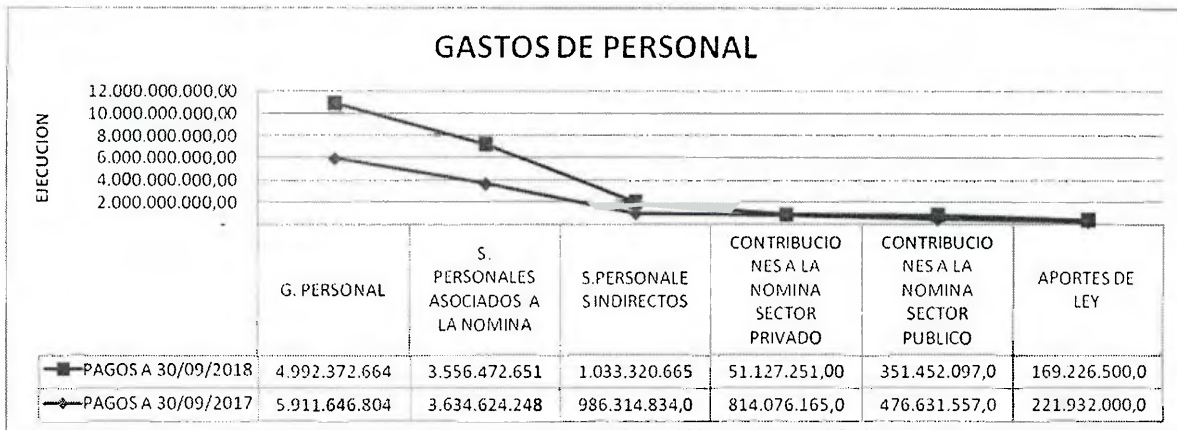 GASTOS DE PERSONAL
EJECUCION
12.000.000.000,00
10.000.000.000,00
8.000.000.000,00
6.000.000.000,00
4.000.000.000,00
2.000.000.000,00
-
G. PERSONAL
S.
PERSONALES
ASOCIADOS A
LA NOMINA
S.PERSONALE
S INDIRECTOS
CONTRIBUCIO
NES A LA
NOMINA
SECTOR
PRIVADO
CONTRIBUCIO
NES A LA
NOMINA
SECTOR
PUBLICO
APORTES DE
LEY
PAGOS A 30/09/2018 4.992.372.664 3.556.472.651 1.033.320.665 51.127.251,00 351.452.097,0 169.226.500,0
PAGOS A 30/09/2017 5.911.646.804 3.634.624.248 986.314.834,0 814.076.165,0 476.631.557,0 221.932.000,0